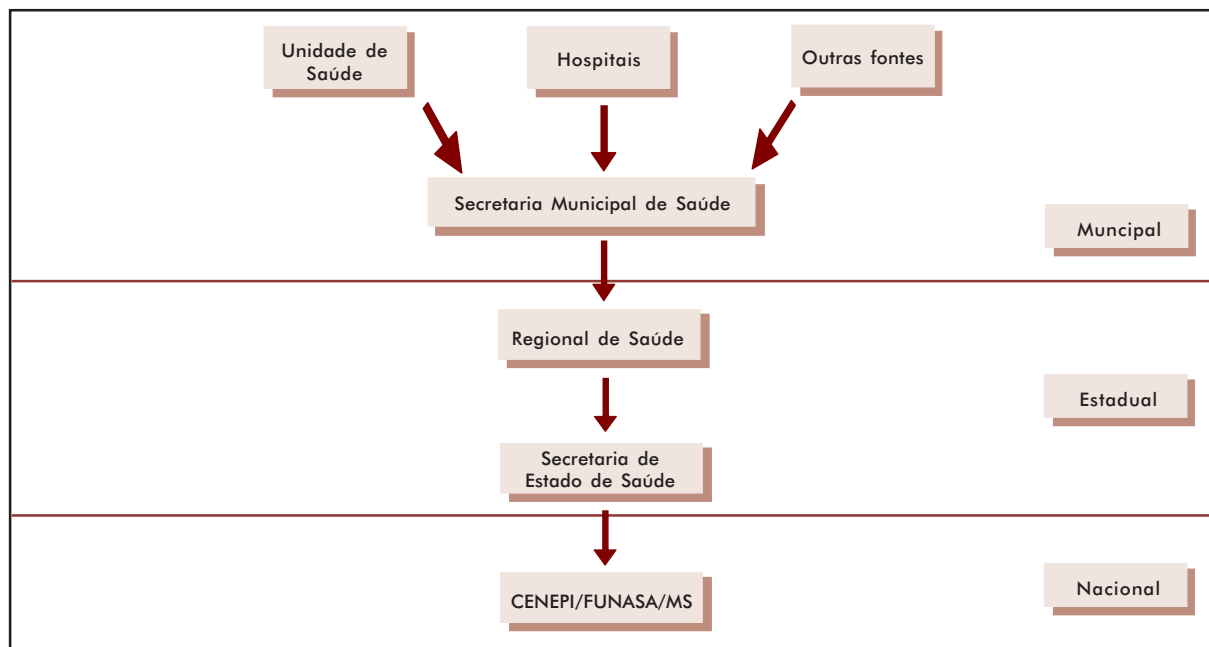 Unidade de
Saúde
Hospitais
Outras fontes
Secretaria Municipal de Saúde
Muncipal
Regional de Saúde
Estadual
Secretaria de
Estado de Saúde
CENEPI/FUNASA/MS
Nacional